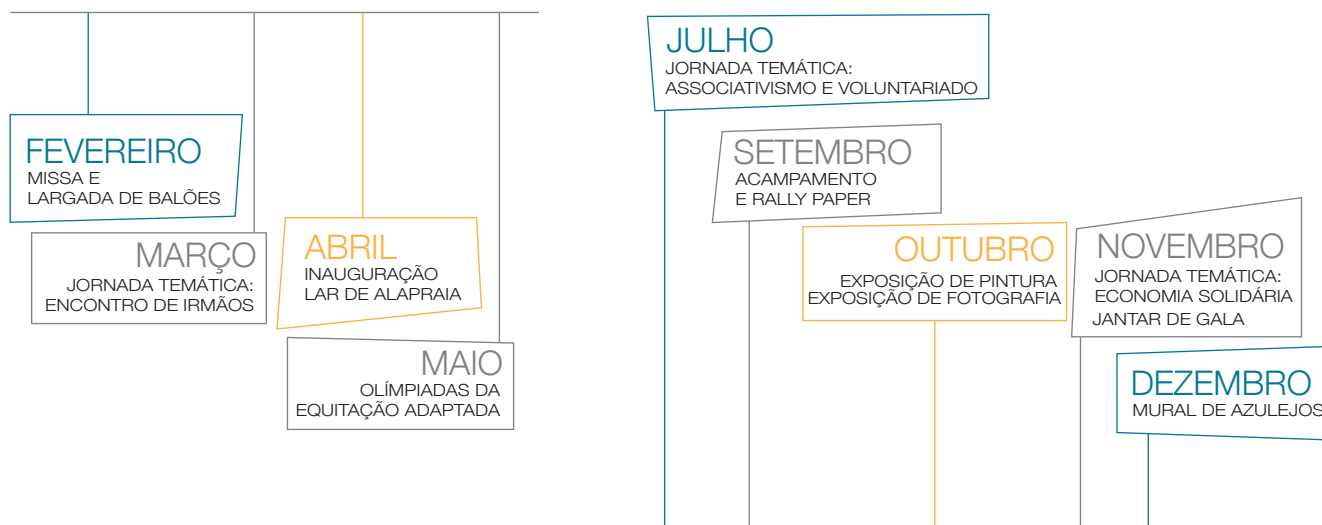 FEVEREIRO
MISSA E
LARGADA DE BALÕES
MARÇO
JORNADA TEMÁTICA:
ENCONTRO DE IRMÃOS
ABRIL
INAUGURAÇÃO
LAR DE ALAPRAIA
MAIO
OLÍMPIADAS DA
EQUITAÇÃO ADAPTADA
JULHO
JORNADA TEMÁTICA:
ASSOCIATIVISMO E VOLUNTARIADO
SETEMBRO
ACAMPAMENTO
E RALLY PAPER
OUTUBRO
EXPOSIÇÃO DE PINTURA
EXPOSIÇÃO DE FOTOGRAFIA
NOVEMBRO
JORNADA TEMÁTICA:
ECONOMIA SOLIDÁRIA
JANTAR DE GALA
DEZEMBRO
MURAL DE AZULEJOS